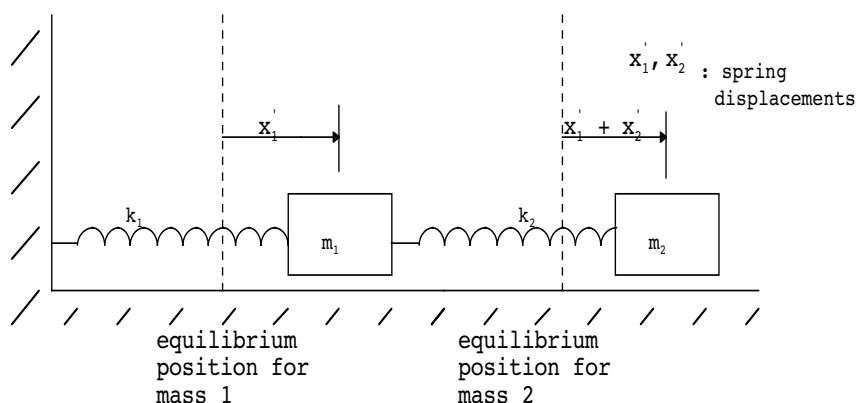 x₁', x₂' : spring
displacements
x₁'
x₁' + x₂'
k₁
k₂
m₁
m₂
equilibrium
position for
mass 1
equilibrium
position for
mass 2